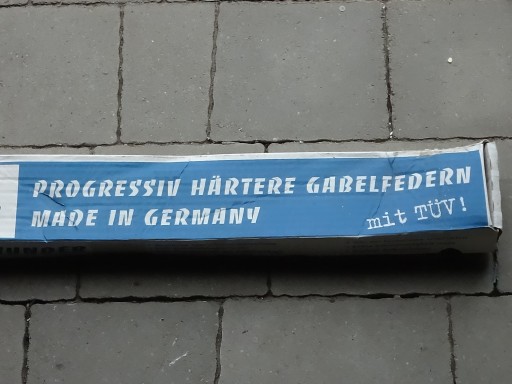 PROGRESSIV HÄRTERE GABELFEDERN
MADE IN GERMANY
mit TÜV!